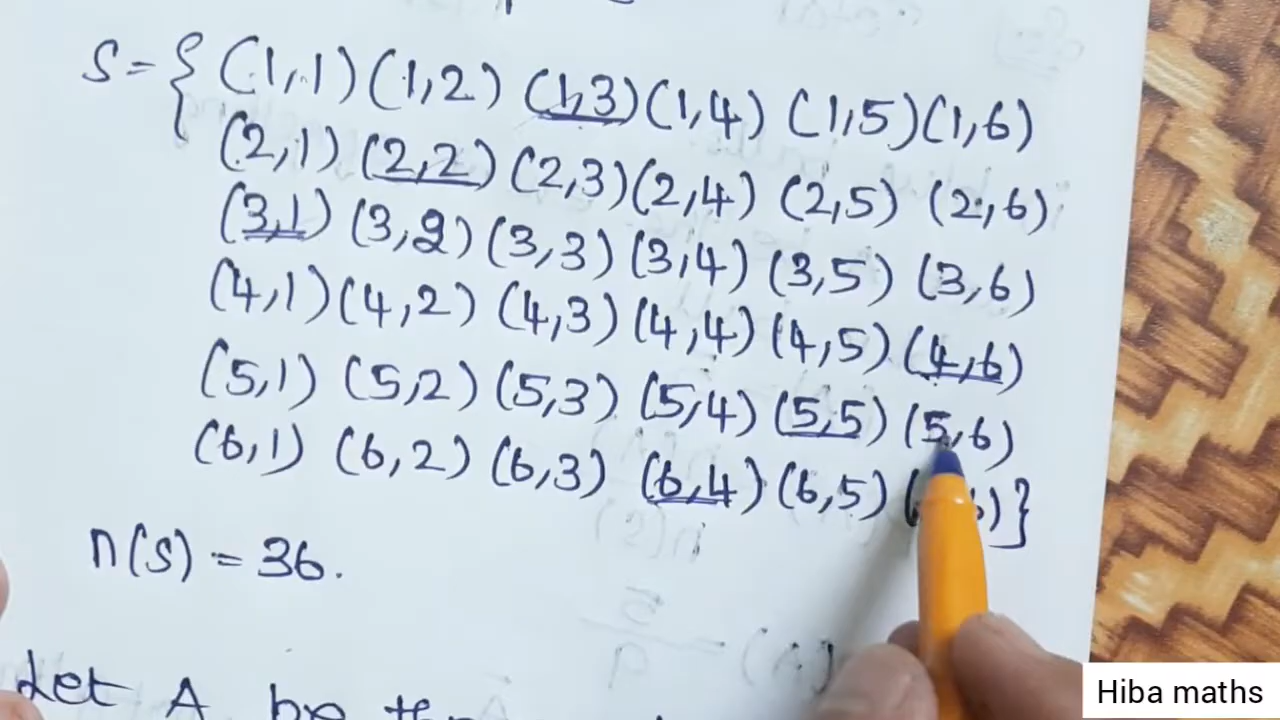 S = { (1,1) (1,2) (1,3) (1,4) (1,5) (1,6)
(2,1) (2,2) (2,3) (2,4) (2,5) (2,6)
(3,1) (3,2) (3,3) (3,4) (3,5) (3,6)
(4,1) (4,2) (4,3) (4,4) (4,5) (4,6)
(5,1) (5,2) (5,3) (5,4) (5,5) (5,6)
(6,1) (6,2) (6,3) (6,4) (6,5) ( 6) }
n(S) = 36.
Let A be the
Hiba maths